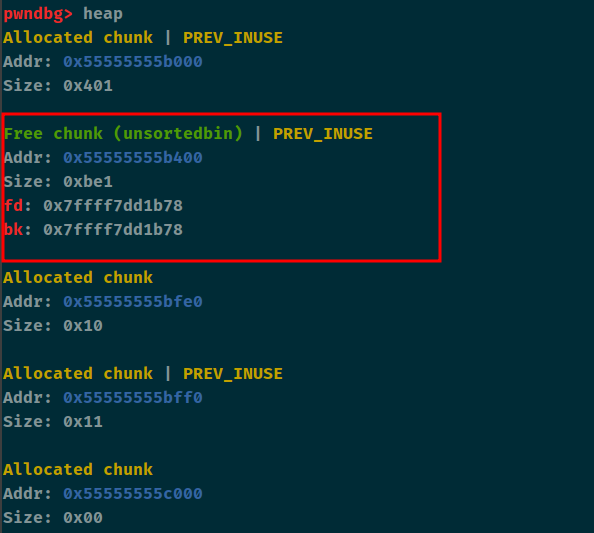 pwndbg> heap
Allocated chunk | PREV_INUSE
Addr: 0x55555555b000
Size: 0x401
Free chunk (unsortedbin) | PREV_INUSE
Addr: 0x55555555b400
Size: 0xbe1
fd: 0x7ffff7dd1b78
bk: 0x7ffff7dd1b78
Allocated chunk
Addr: 0x55555555bfe0
Size: 0x10
Allocated chunk | PREV_INUSE
Addr: 0x55555555bff0
Size: 0x11
Allocated chunk
Addr: 0x55555555c000
Size: 0x00